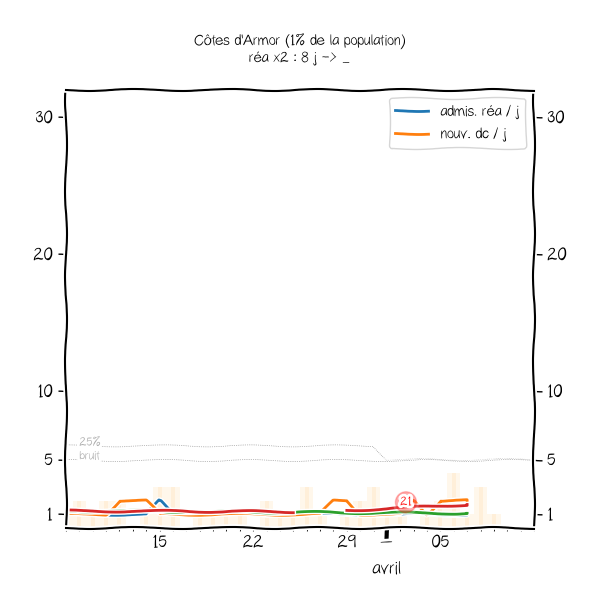 Côtes d'Armor (1% de la population)
réa x2 : 8 j -> _
admis. réa / j
nouv. dc / j
30
30
20
20
10
10
25%
bruit
5
5
21
1
1
15
22
29
1
05
avril